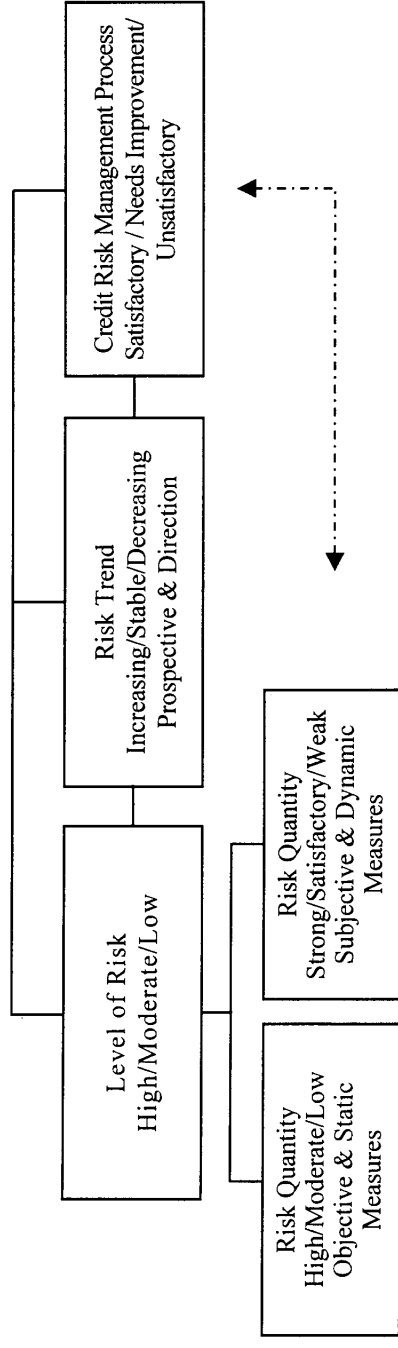 Level of Risk
High/Moderate/Low
Risk Trend
Increasing/Stable/Decreasing
Prospective & Direction
Credit Risk Management Process
Satisfactory / Needs Improvement/
Unsatisfactory
Risk Quantity
High/Moderate/Low
Objective & Static
Measures
Risk Quantity
Strong/Satisfactory/Weak
Subjective & Dynamic
Measures